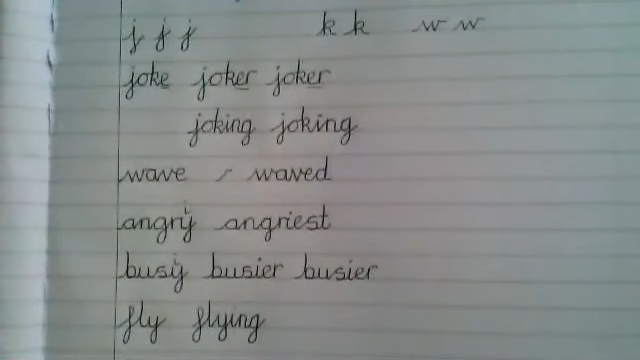 j j j k k w w
joke joker joker
joking joking
wave waved
angry angriest
busy busier busier
fly flying